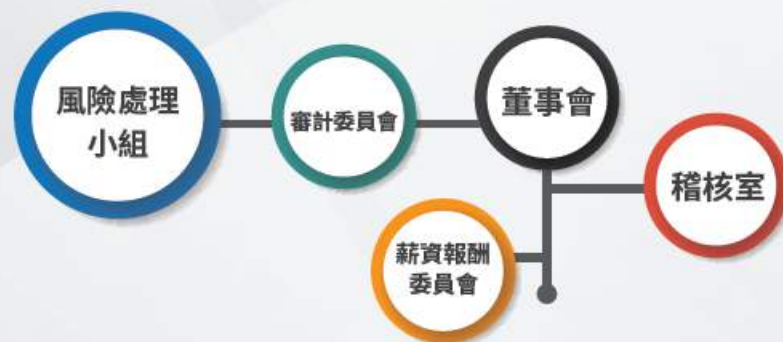 風險處理
小組
審計委員會
董事會
稽核室
薪資報酬
委員會